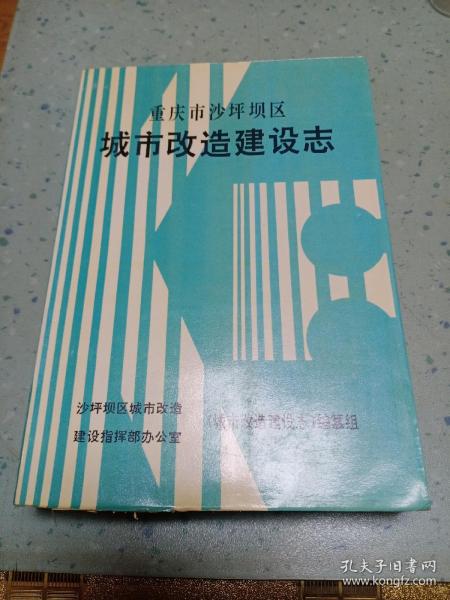 重庆市沙坪坝区
城市改造建设志
沙坪坝区城市改造
建设指挥部办公室
《城市改造建设志》编纂组
孔夫子旧书网
www.kongfz.com